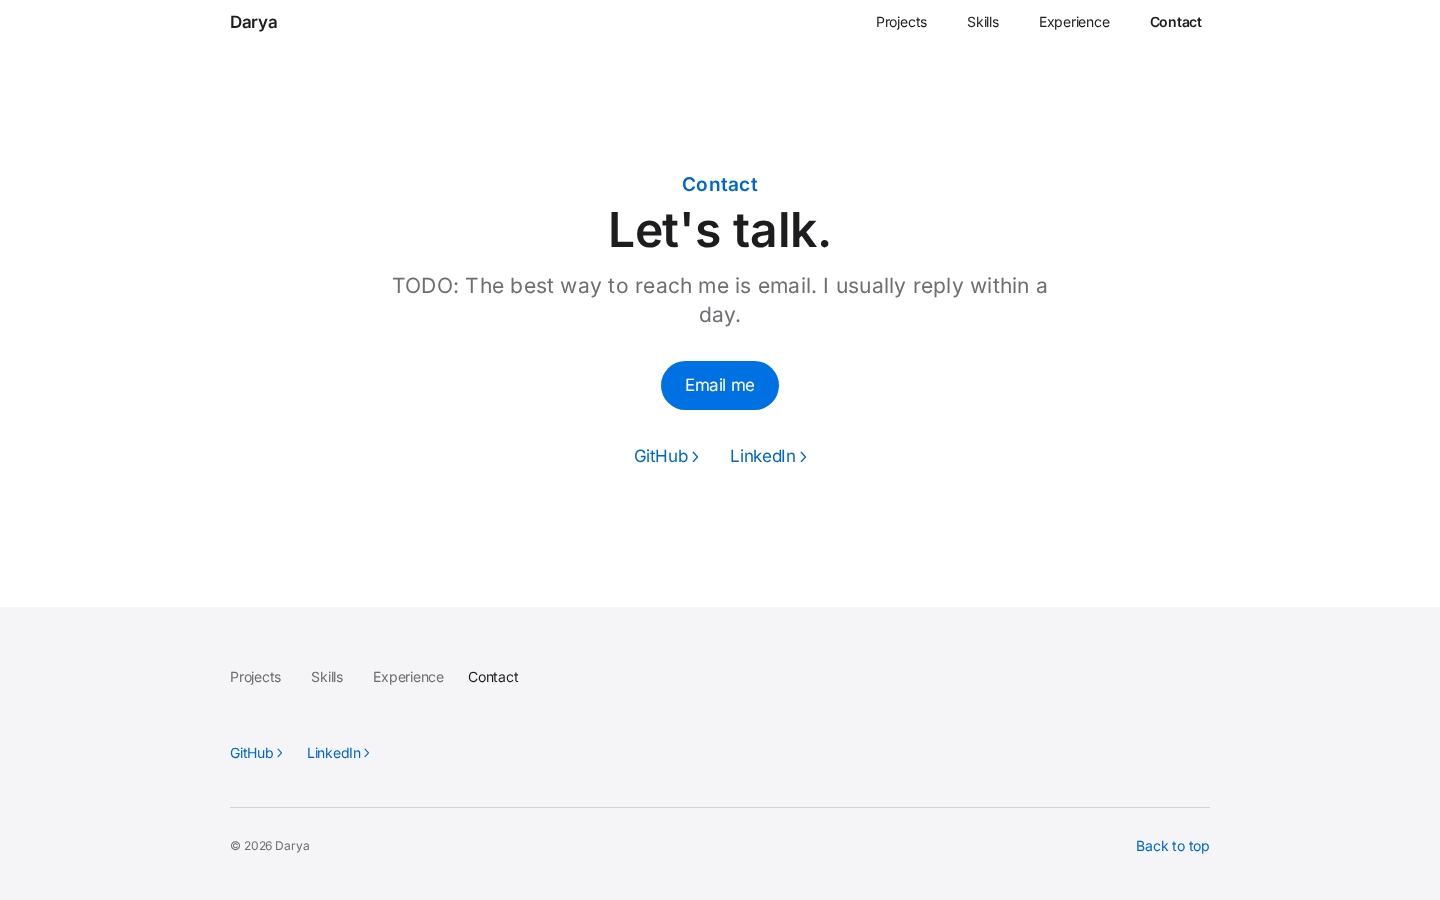 Darya
Projects Skills Experience Contact
Contact
Let's talk.
TODO: The best way to reach me is email. I usually reply within a
day.
Email me
GitHub LinkedIn
Projects Skills Experience Contact
GitHub LinkedIn
© 2026 Darya
Back to top